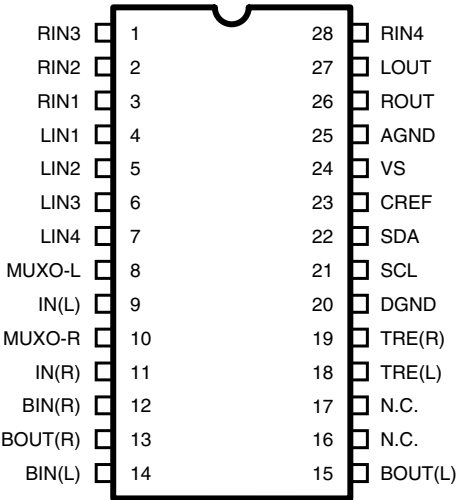 RIN3 1 28 RIN4
RIN2 2 27 LOUT
RIN1 3 26 ROUT
LIN1 4 25 AGND
LIN2 5 24 VS
LIN3 6 23 CREF
LIN4 7 22 SDA
MUXO-L 8 21 SCL
IN(L) 9 20 DGND
MUXO-R 10 19 TRE(R)
IN(R) 11 18 TRE(L)
BIN(R) 12 17 N.C.
BOUT(R) 13 16 N.C.
BIN(L) 14 15 BOUT(L)